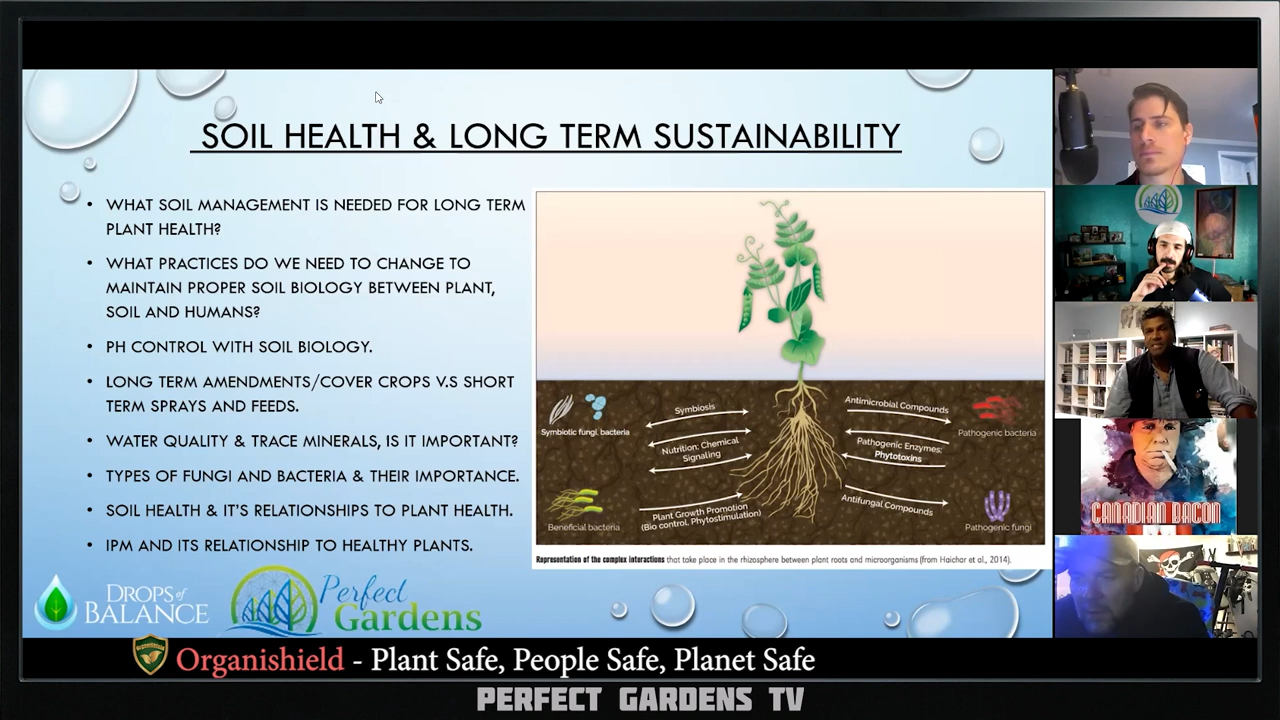 SOIL HEALTH & LONG TERM SUSTAINABILITY
• WHAT SOIL MANAGEMENT IS NEEDED FOR LONG TERM
PLANT HEALTH?
• WHAT PRACTICES DO WE NEED TO CHANGE TO
MAINTAIN PROPER SOIL BIOLOGY BETWEEN PLANT,
SOIL AND HUMANS?
• PH CONTROL WITH SOIL BIOLOGY.
• LONG TERM AMENDMENTS/COVER CROPS V.S SHORT
TERM SPRAYS AND FEEDS.
• WATER QUALITY & TRACE MINERALS, IS IT IMPORTANT?
• TYPES OF FUNGI AND BACTERIA & THEIR IMPORTANCE.
• SOIL HEALTH & IT'S RELATIONSHIPS TO PLANT HEALTH.
• IPM AND ITS RELATIONSHIP TO HEALTHY PLANTS.
Symbiotic fungi, bacteria
Symbiosis
Nutrition; Chemical
Signaling
Beneficial bacteria
Plant Growth Promotion
(Bio control, Phytostimulation)
Antimicrobial Compounds
Pathogenic bacteria
Pathogenic Enzymes;
Phytotoxins
Antifungal Compounds
Pathogenic fungi
Representation of the complex interactions that take place in the rhizosphere between plant roots and microorganisms (from Haichar et al., 2014).
CANADIAN BACON
DROPS of
BALANCE
Perfect
Gardens
Organishield - Plant Safe, People Safe, Planet Safe
PERFECT GARDENS TV